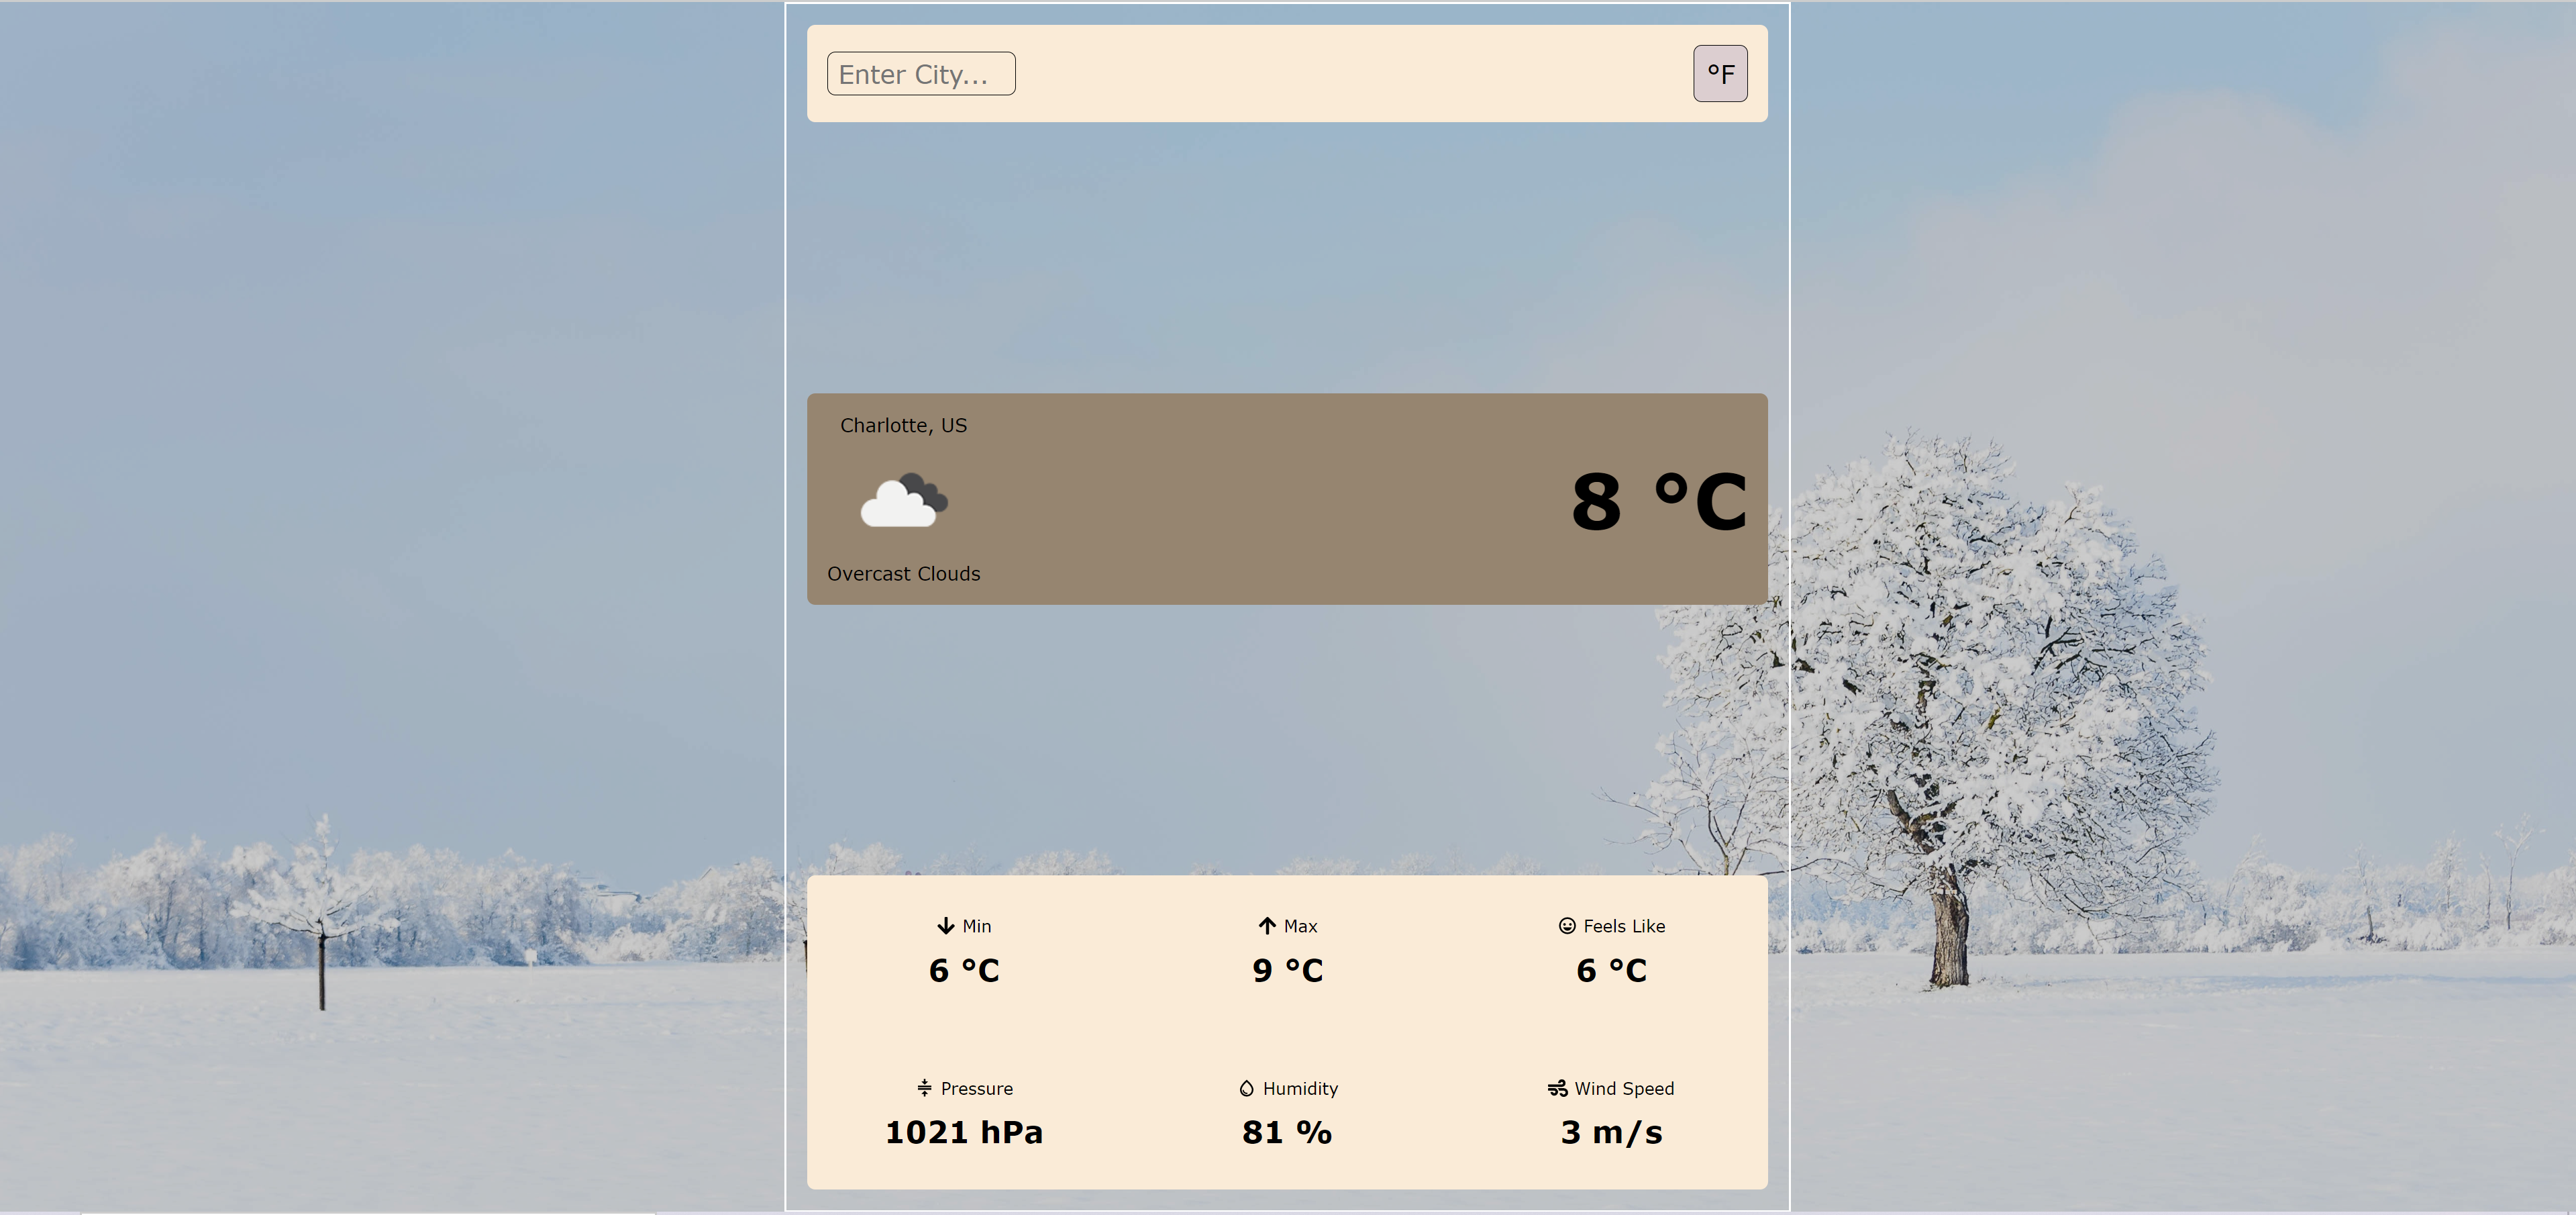 Enter City...
°F
Charlotte, US
8 °C
Overcast Clouds
Min
Max
Feels Like
6 °C
9 °C
6 °C
Pressure
Humidity
Wind Speed
1021 hPa
81 %
3 m/s